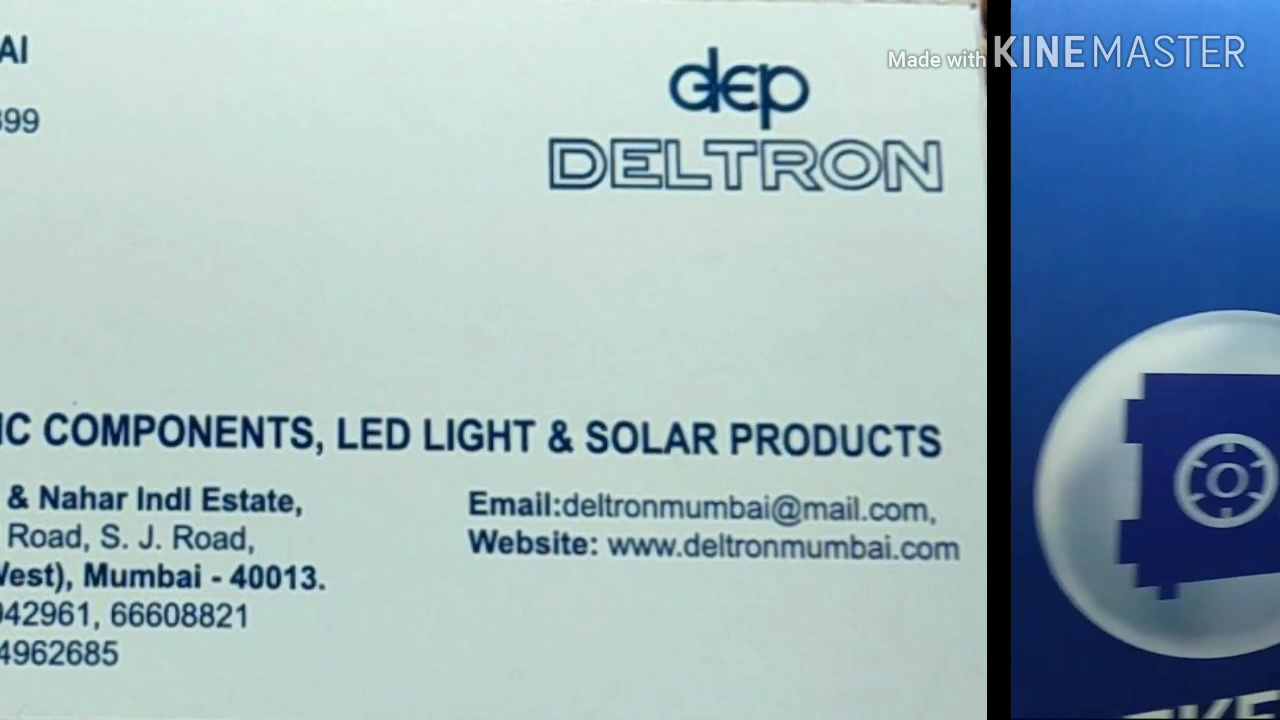 AI
899
dep
DELTRON
IC COMPONENTS, LED LIGHT & SOLAR PRODUCTS
& Nahar Indl Estate,
Road, S. J. Road,
West), Mumbai - 40013.
942961, 66608821
4962685
Email:deltronmumbai@mail.com,
Website: www.deltronmumbai.com
Made with KINEMASTER
O